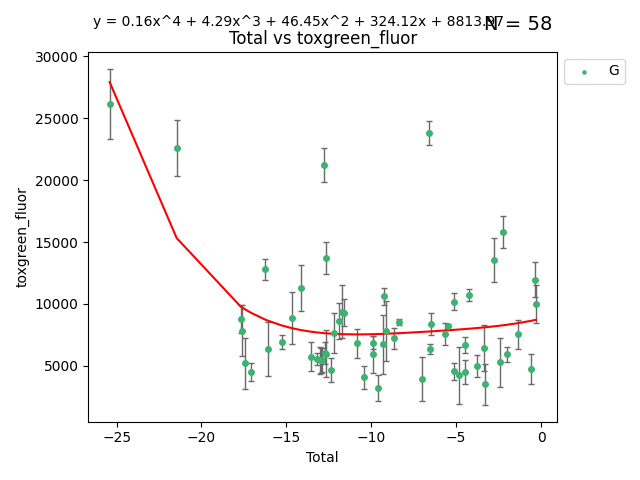 y = 0.16x^4 + 4.29x^3 + 46.45x^2 + 324.12x + 8813.97
N = 58
Total vs toxgreen_fluor
G
30000
25000
20000
15000
10000
5000
toxgreen_fluor
−25 −20 −15 −10 −5 0
Total